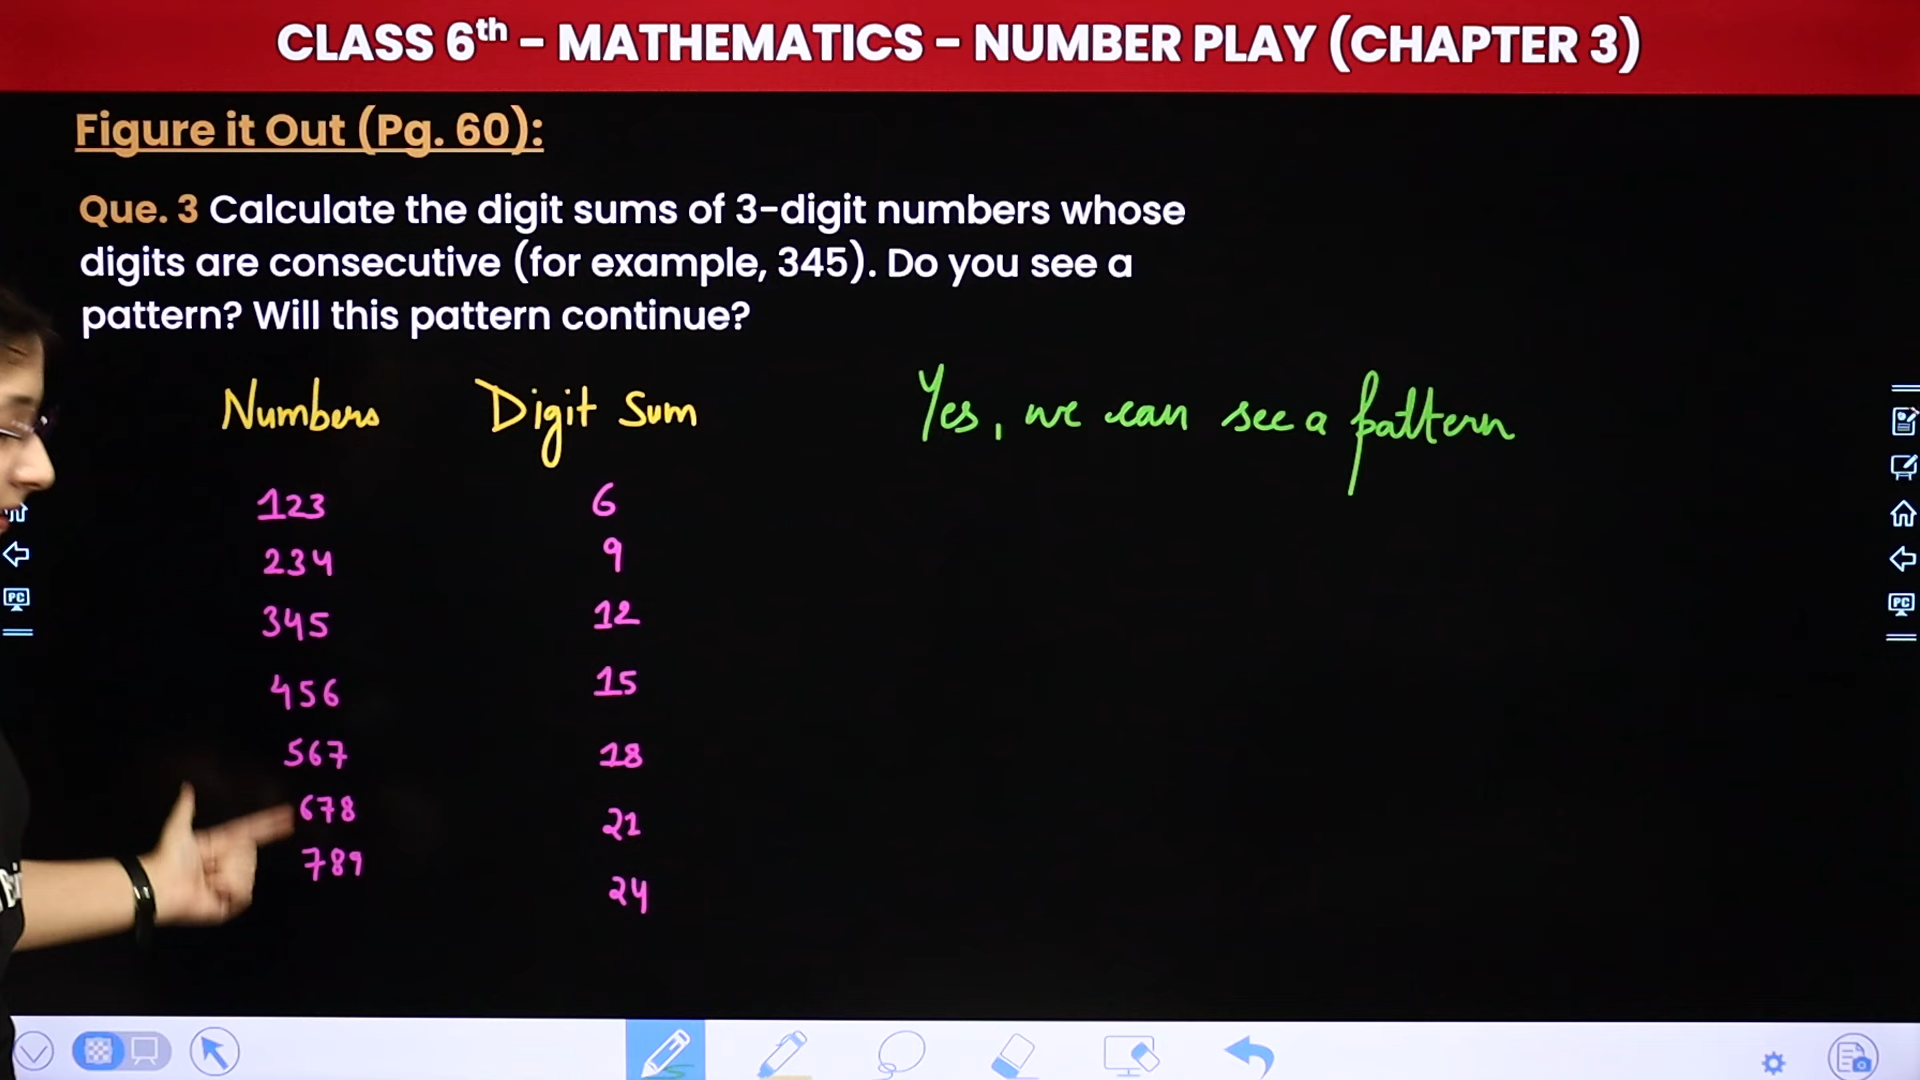 CLASS 6th - MATHEMATICS - NUMBER PLAY (CHAPTER 3)
Figure it Out (Pg. 60):
Que. 3 Calculate the digit sums of 3-digit numbers whose
digits are consecutive (for example, 345). Do you see a
pattern? Will this pattern continue?
Numbers Digit Sum Yes, we can see a pattern
123 6
234 9
345 12
456 15
567 18
678 21
789 24
PC PC